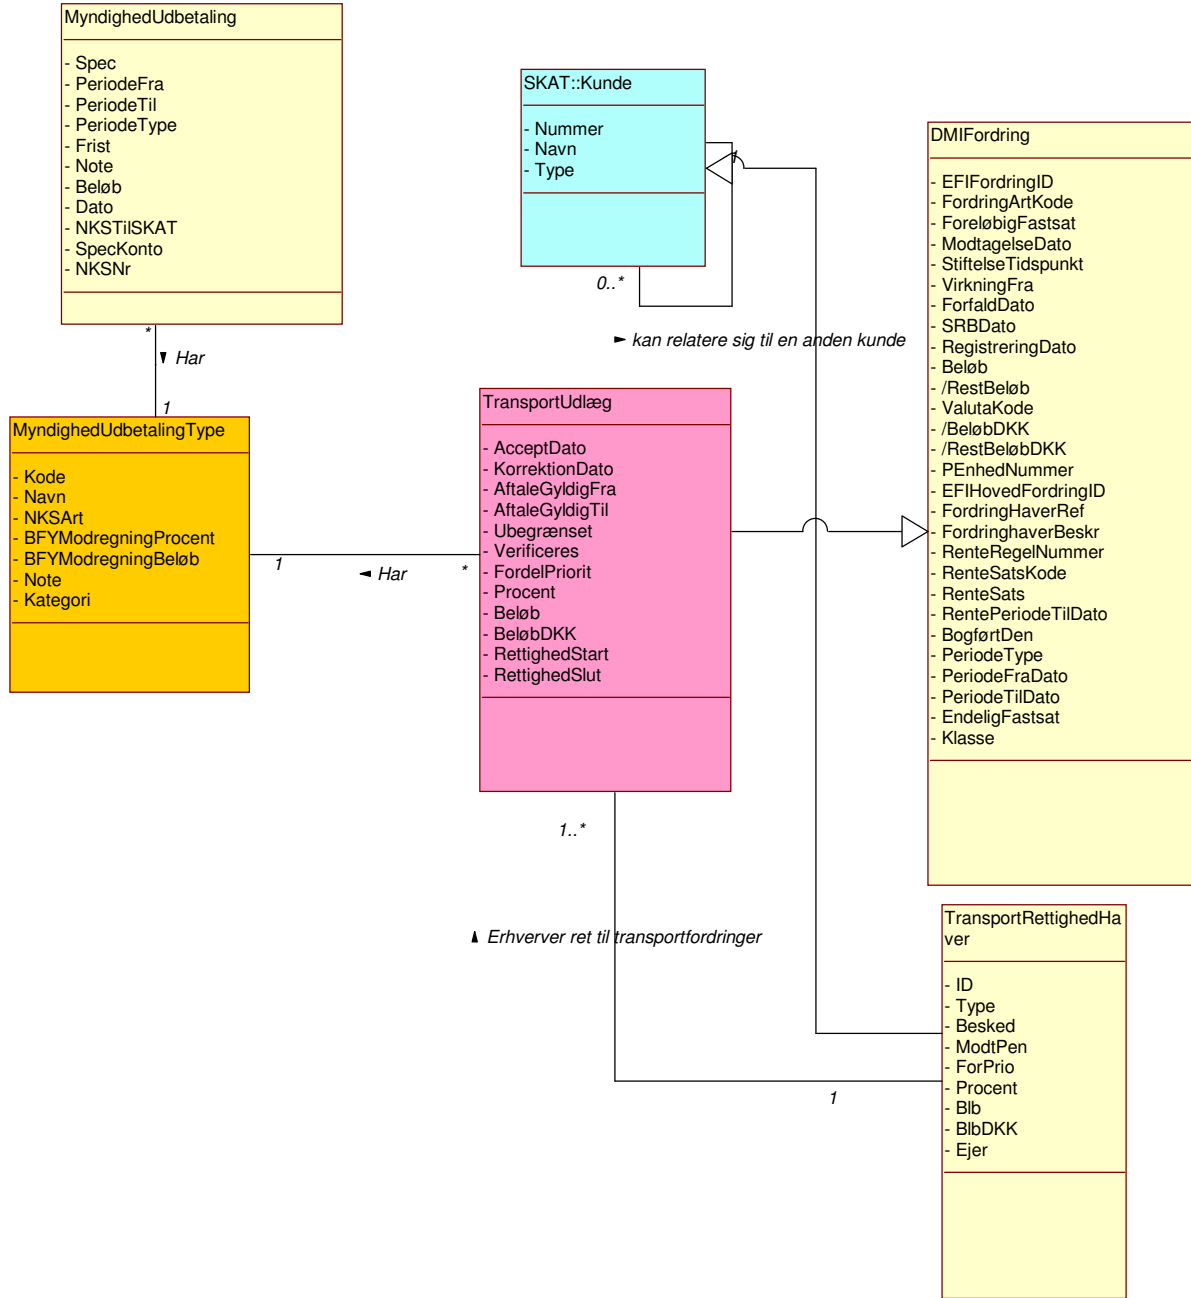 MyndighedUdbetaling
- Spec
- PeriodeFra
- PeriodeTil
- PeriodeType
- Frist
- Note
- Beløb
- Dato
- NKSTilSKAT
- SpecKonto
- NKSNr
*
Har
1
MyndighedUdbetalingType
- Kode
- Navn
- NKSArt
- BFYModregningProcent
- BFYModregningBeløb
- Note
- Kategori
1
Har
*
SKAT::Kunde
- Nummer
- Navn
- Type
0..*
kan relatere sig til en anden kunde
TransportUdlæg
- AcceptDato
- KorrektionDato
- AftaleGyldigFra
- AftaleGyldigTil
- Ubegrænset
- Verificeres
- FordelPriorit
- Procent
- Beløb
- BeløbDKK
- RettighedStart
- RettighedSlut
1..*
Erhverver ret til transportfordringer
1
DMIFordring
- EFIFordringID
- FordringArtKode
- ForeløbigFastsat
- ModtagelseDato
- StiftelseTidspunkt
- VirkningFra
- ForfaldDato
- SRBDato
- RegistreringDato
- Beløb
- /RestBeløb
- ValutaKode
- /BeløbDKK
- /RestBeløbDKK
- PEnhedNummer
- EFIHovedFordringID
- FordringHaverRef
- FordringhaverBeskr
- RenteRegelNummer
- RenteSatsKode
- RenteSats
- RentePeriodeTilDato
- BogførtDen
- PeriodeType
- PeriodeFraDato
- PeriodeTilDato
- EndeligFastsat
- Klasse
TransportRettighedHa
ver
- ID
- Type
- Besked
- ModtPen
- ForPrio
- Procent
- Blb
- BlbDKK
- Ejer